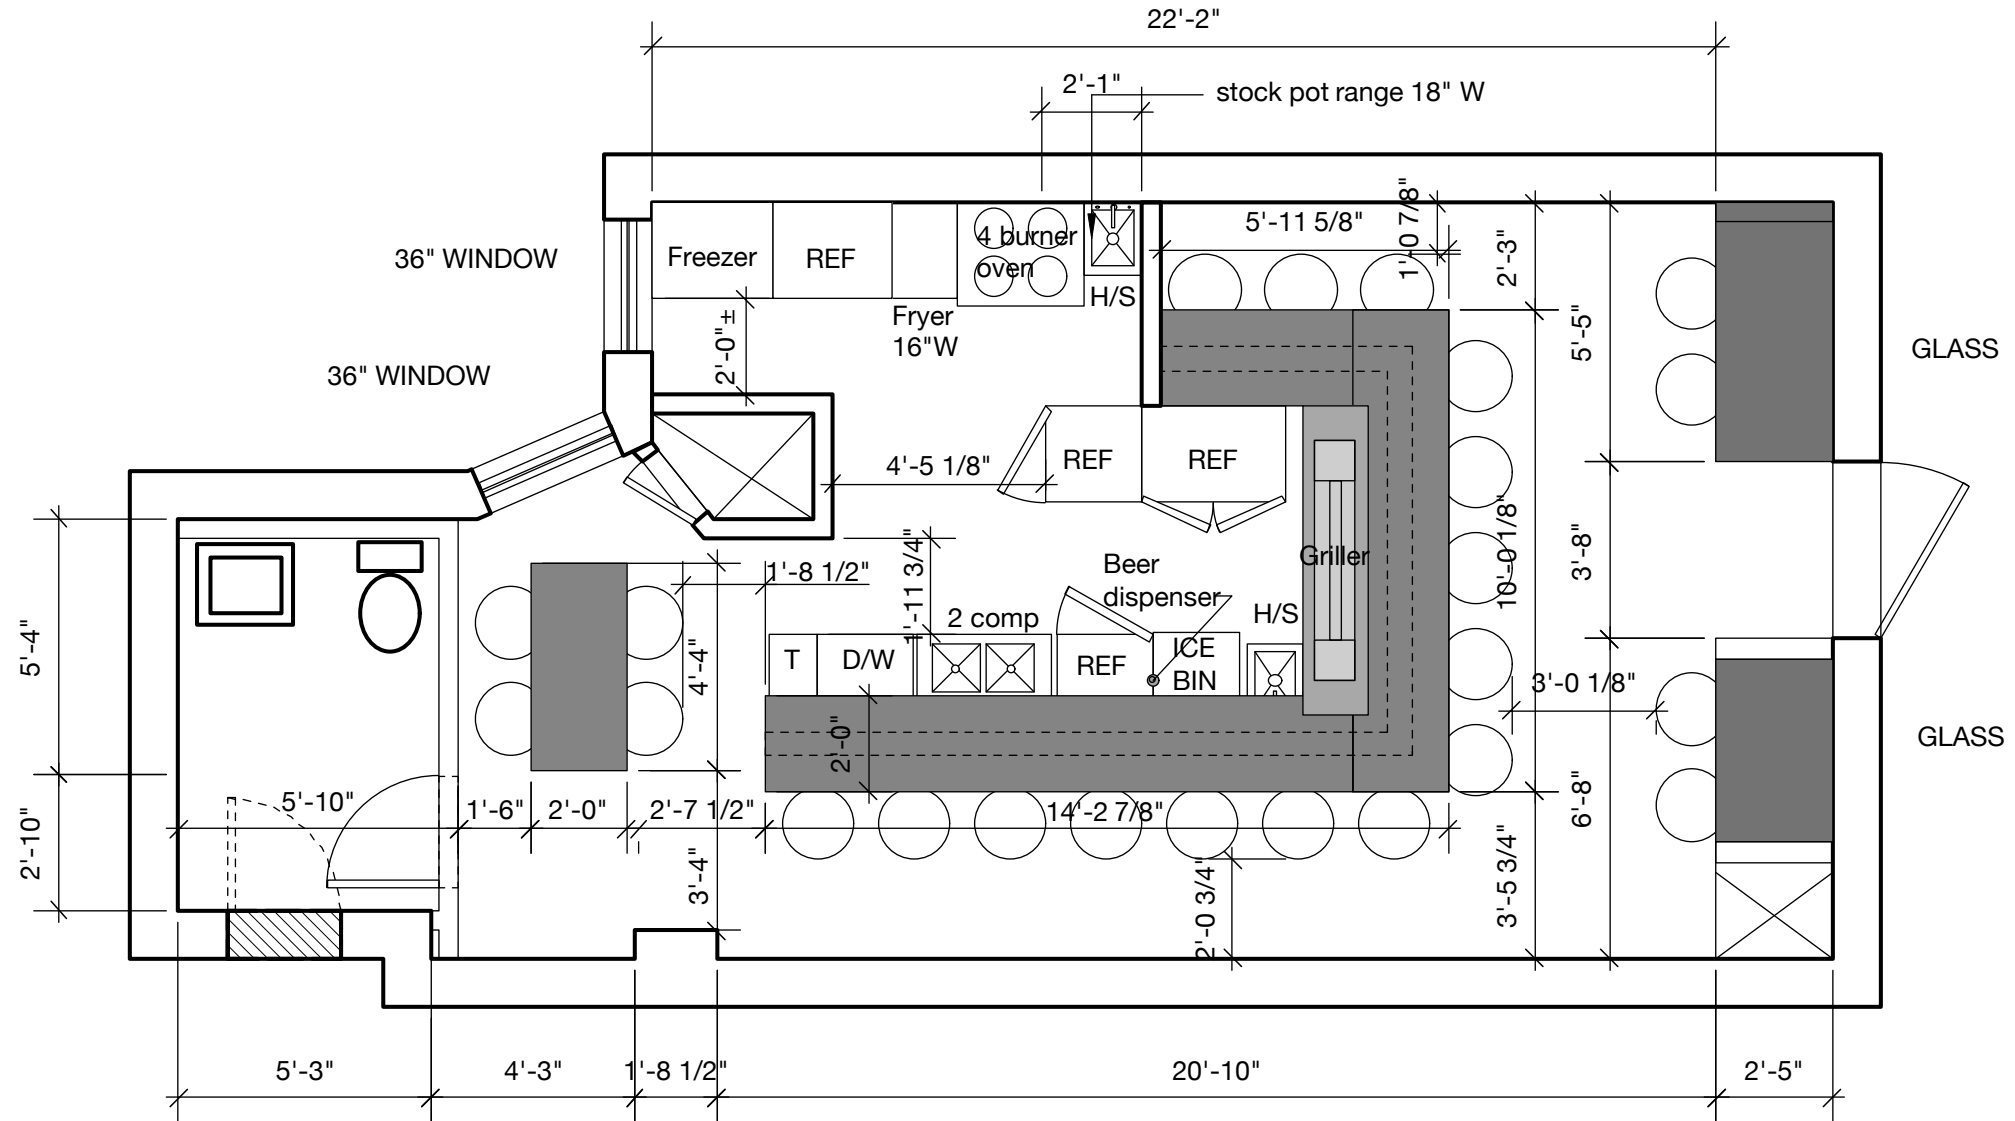 22'-2"
2'-1"
stock pot range 18" W
36" WINDOW
Freezer
REF
4 burner
oven
H/S
5'-11 5/8"
1'-0 7/8"
2'-3"
Fryer
16"W
2'-0"±
5'-5"
GLASS
36" WINDOW
4'-5 1/8"
REF
REF
10'-0 1/8"
3'-8"
Griller
1'-8 1/2"
1'-11 3/4"
Beer
dispenser
2 comp
H/S
5'-4"
4'-4"
T
D/W
REF
ICE
BIN
3'-0 1/8"
2'-0"
GLASS
2'-10"
5'-10"
1'-6"
2'-0"
2'-7 1/2"
14'-2 7/8"
6'-8"
3'-4"
2'-0 3/4"
3'-5 3/4"
5'-3"
4'-3"
1'-8 1/2"
20'-10"
2'-5"